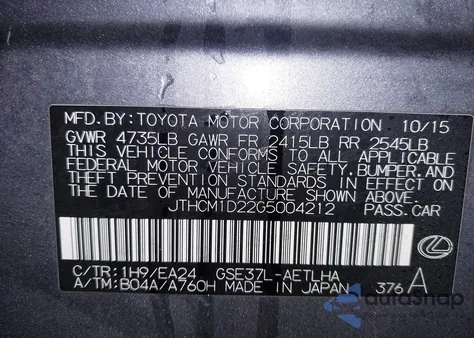 MFD. BY: TOYOTA MOTOR CORPORATION 10/15
GVWR 4735LB GAWR FR 2415LB RR 2545LB
THIS VEHICLE CONFORMS TO ALL APPLICABLE
FEDERAL MOTOR VEHICLE SAFETY, BUMPER, AND
THEFT PREVENTION STANDARDS IN EFFECT ON
THE DATE OF MANUFACTURE SHOWN ABOVE.
JTHCM1D22G5004212 PASS. CAR
C/TR: 1H9/EA24 GSE37L-AETLHA
A/TM: B04A/A760H MADE IN JAPAN 376 A
autoSnap